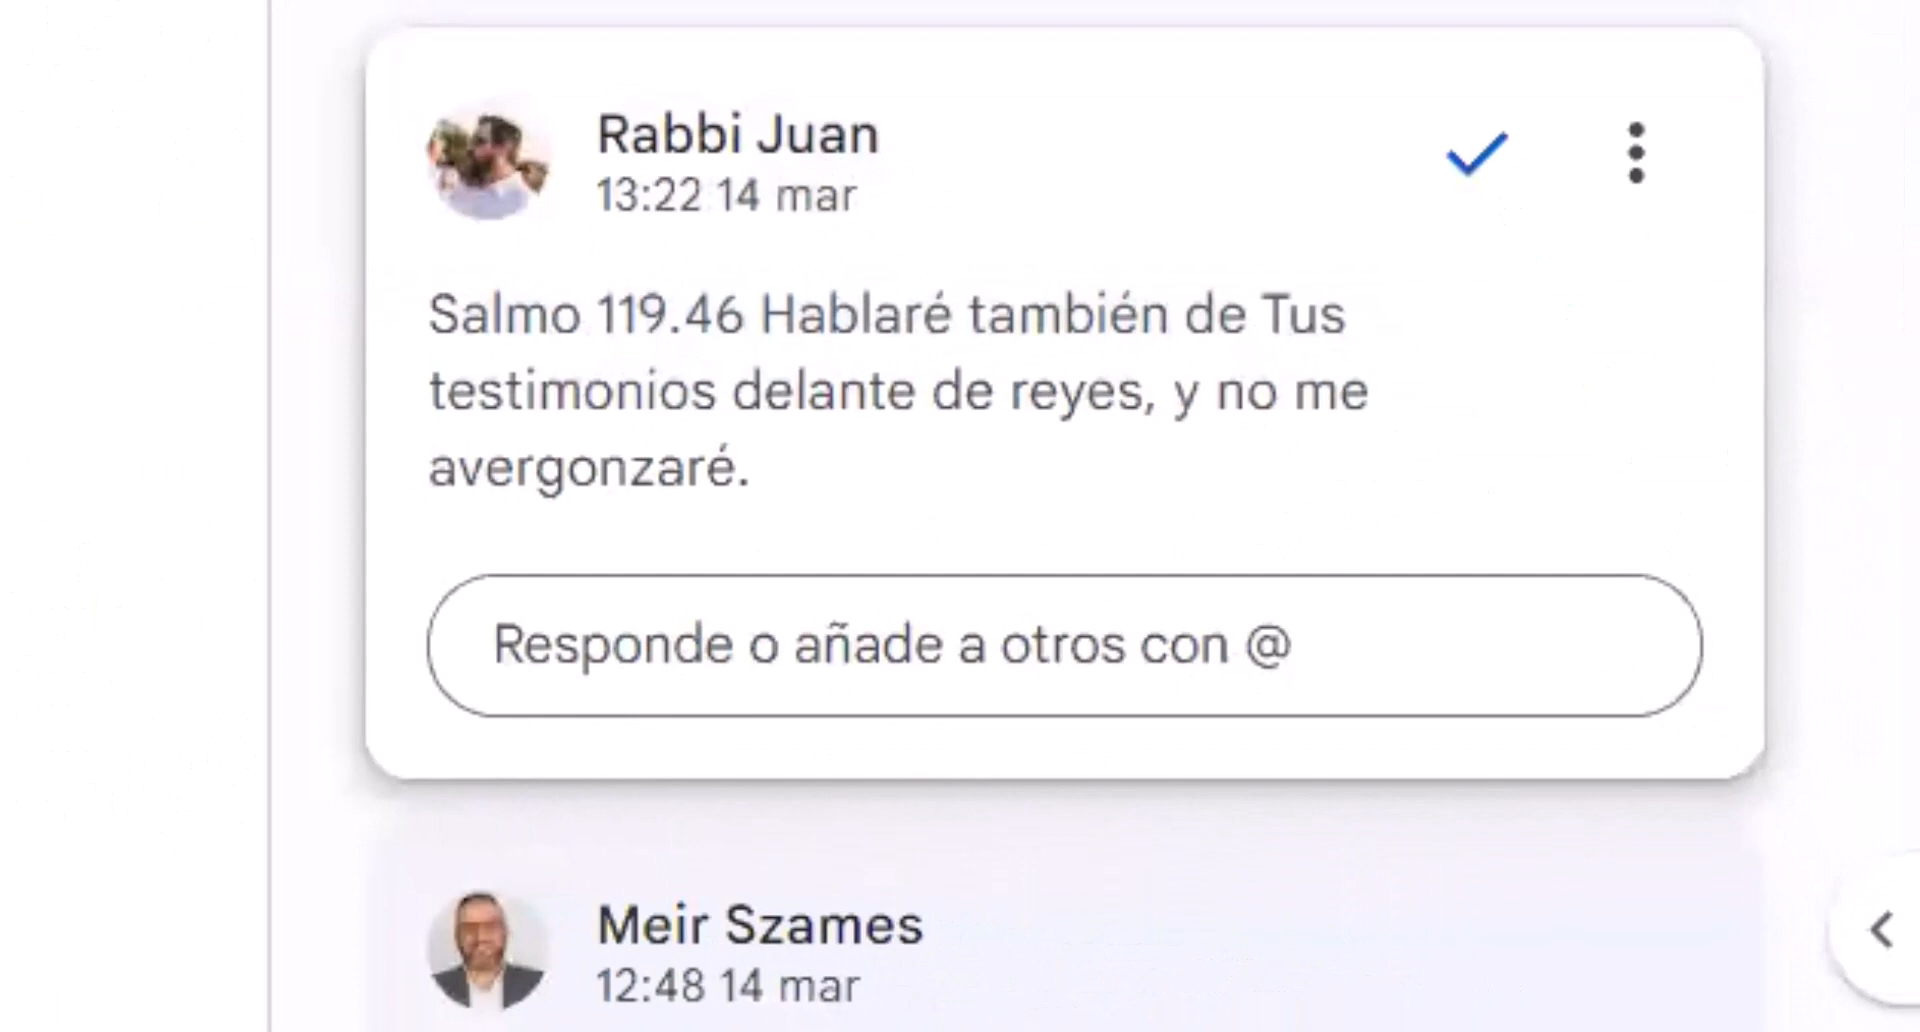 Rabbi Juan
13:22 14 mar
Salmo 119.46 Hablaré también de Tus
testimonios delante de reyes, y no me
avergonzaré.
Responde o añade a otros con @
Meir Szames
12:48 14 mar